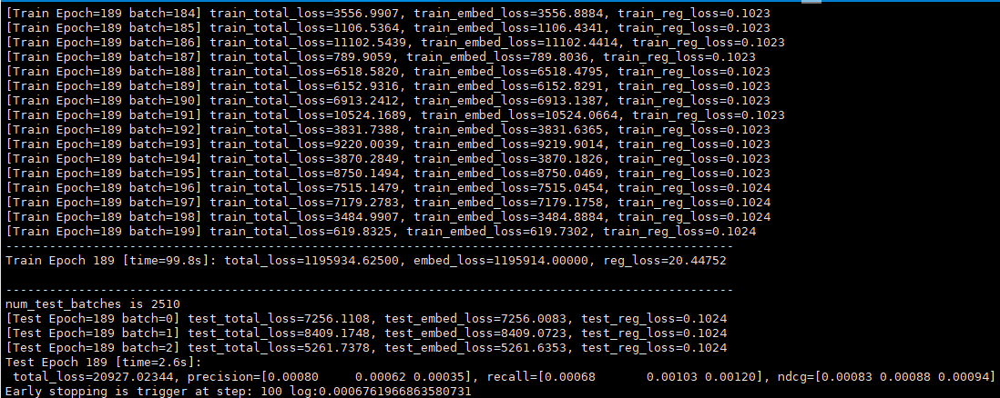 [Train Epoch=189 batch=184] train_total_loss=3556.9907, train_embed_loss=3556.8884, train_reg_loss=0.1023
[Train Epoch=189 batch=185] train_total_loss=1106.5364, train_embed_loss=1106.4341, train_reg_loss=0.1023
[Train Epoch=189 batch=186] train_total_loss=11102.5439, train_embed_loss=11102.4414, train_reg_loss=0.1023
[Train Epoch=189 batch=187] train_total_loss=789.9059, train_embed_loss=789.8036, train_reg_loss=0.1023
[Train Epoch=189 batch=188] train_total_loss=6518.5820, train_embed_loss=6518.4795, train_reg_loss=0.1023
[Train Epoch=189 batch=189] train_total_loss=6152.9316, train_embed_loss=6152.8291, train_reg_loss=0.1023
[Train Epoch=189 batch=190] train_total_loss=6913.2412, train_embed_loss=6913.1387, train_reg_loss=0.1023
[Train Epoch=189 batch=191] train_total_loss=10524.1689, train_embed_loss=10524.0664, train_reg_loss=0.1023
[Train Epoch=189 batch=192] train_total_loss=3831.7388, train_embed_loss=3831.6365, train_reg_loss=0.1023
[Train Epoch=189 batch=193] train_total_loss=9220.0039, train_embed_loss=9219.9014, train_reg_loss=0.1023
[Train Epoch=189 batch=194] train_total_loss=3870.2849, train_embed_loss=3870.1826, train_reg_loss=0.1023
[Train Epoch=189 batch=195] train_total_loss=8750.1494, train_embed_loss=8750.0469, train_reg_loss=0.1023
[Train Epoch=189 batch=196] train_total_loss=7515.1479, train_embed_loss=7515.0454, train_reg_loss=0.1024
[Train Epoch=189 batch=197] train_total_loss=7179.2783, train_embed_loss=7179.1758, train_reg_loss=0.1024
[Train Epoch=189 batch=198] train_total_loss=3484.9907, train_embed_loss=3484.8884, train_reg_loss=0.1024
[Train Epoch=189 batch=199] train_total_loss=619.8325, train_embed_loss=619.7302, train_reg_loss=0.1024
----------------------------------------------------------------------------------------------------
Train Epoch 189 [time=99.8s]: total_loss=1195934.62500, embed_loss=1195914.00000, reg_loss=20.44752
----------------------------------------------------------------------------------------------------
num_test_batches is 2510
[Test Epoch=189 batch=0] test_total_loss=7256.1108, test_embed_loss=7256.0083, test_reg_loss=0.1024
[Test Epoch=189 batch=1] test_total_loss=8409.1748, test_embed_loss=8409.0723, test_reg_loss=0.1024
[Test Epoch=189 batch=2] test_total_loss=5261.7378, test_embed_loss=5261.6353, test_reg_loss=0.1024
Test Epoch 189 [time=2.6s]:
 total_loss=20927.02344, precision=[0.00080     0.00062 0.00035], recall=[0.00068       0.00103 0.00120], ndcg=[0.00083 0.00088 0.00094]
Early stopping is trigger at step: 100 log:0.0006761966863580731